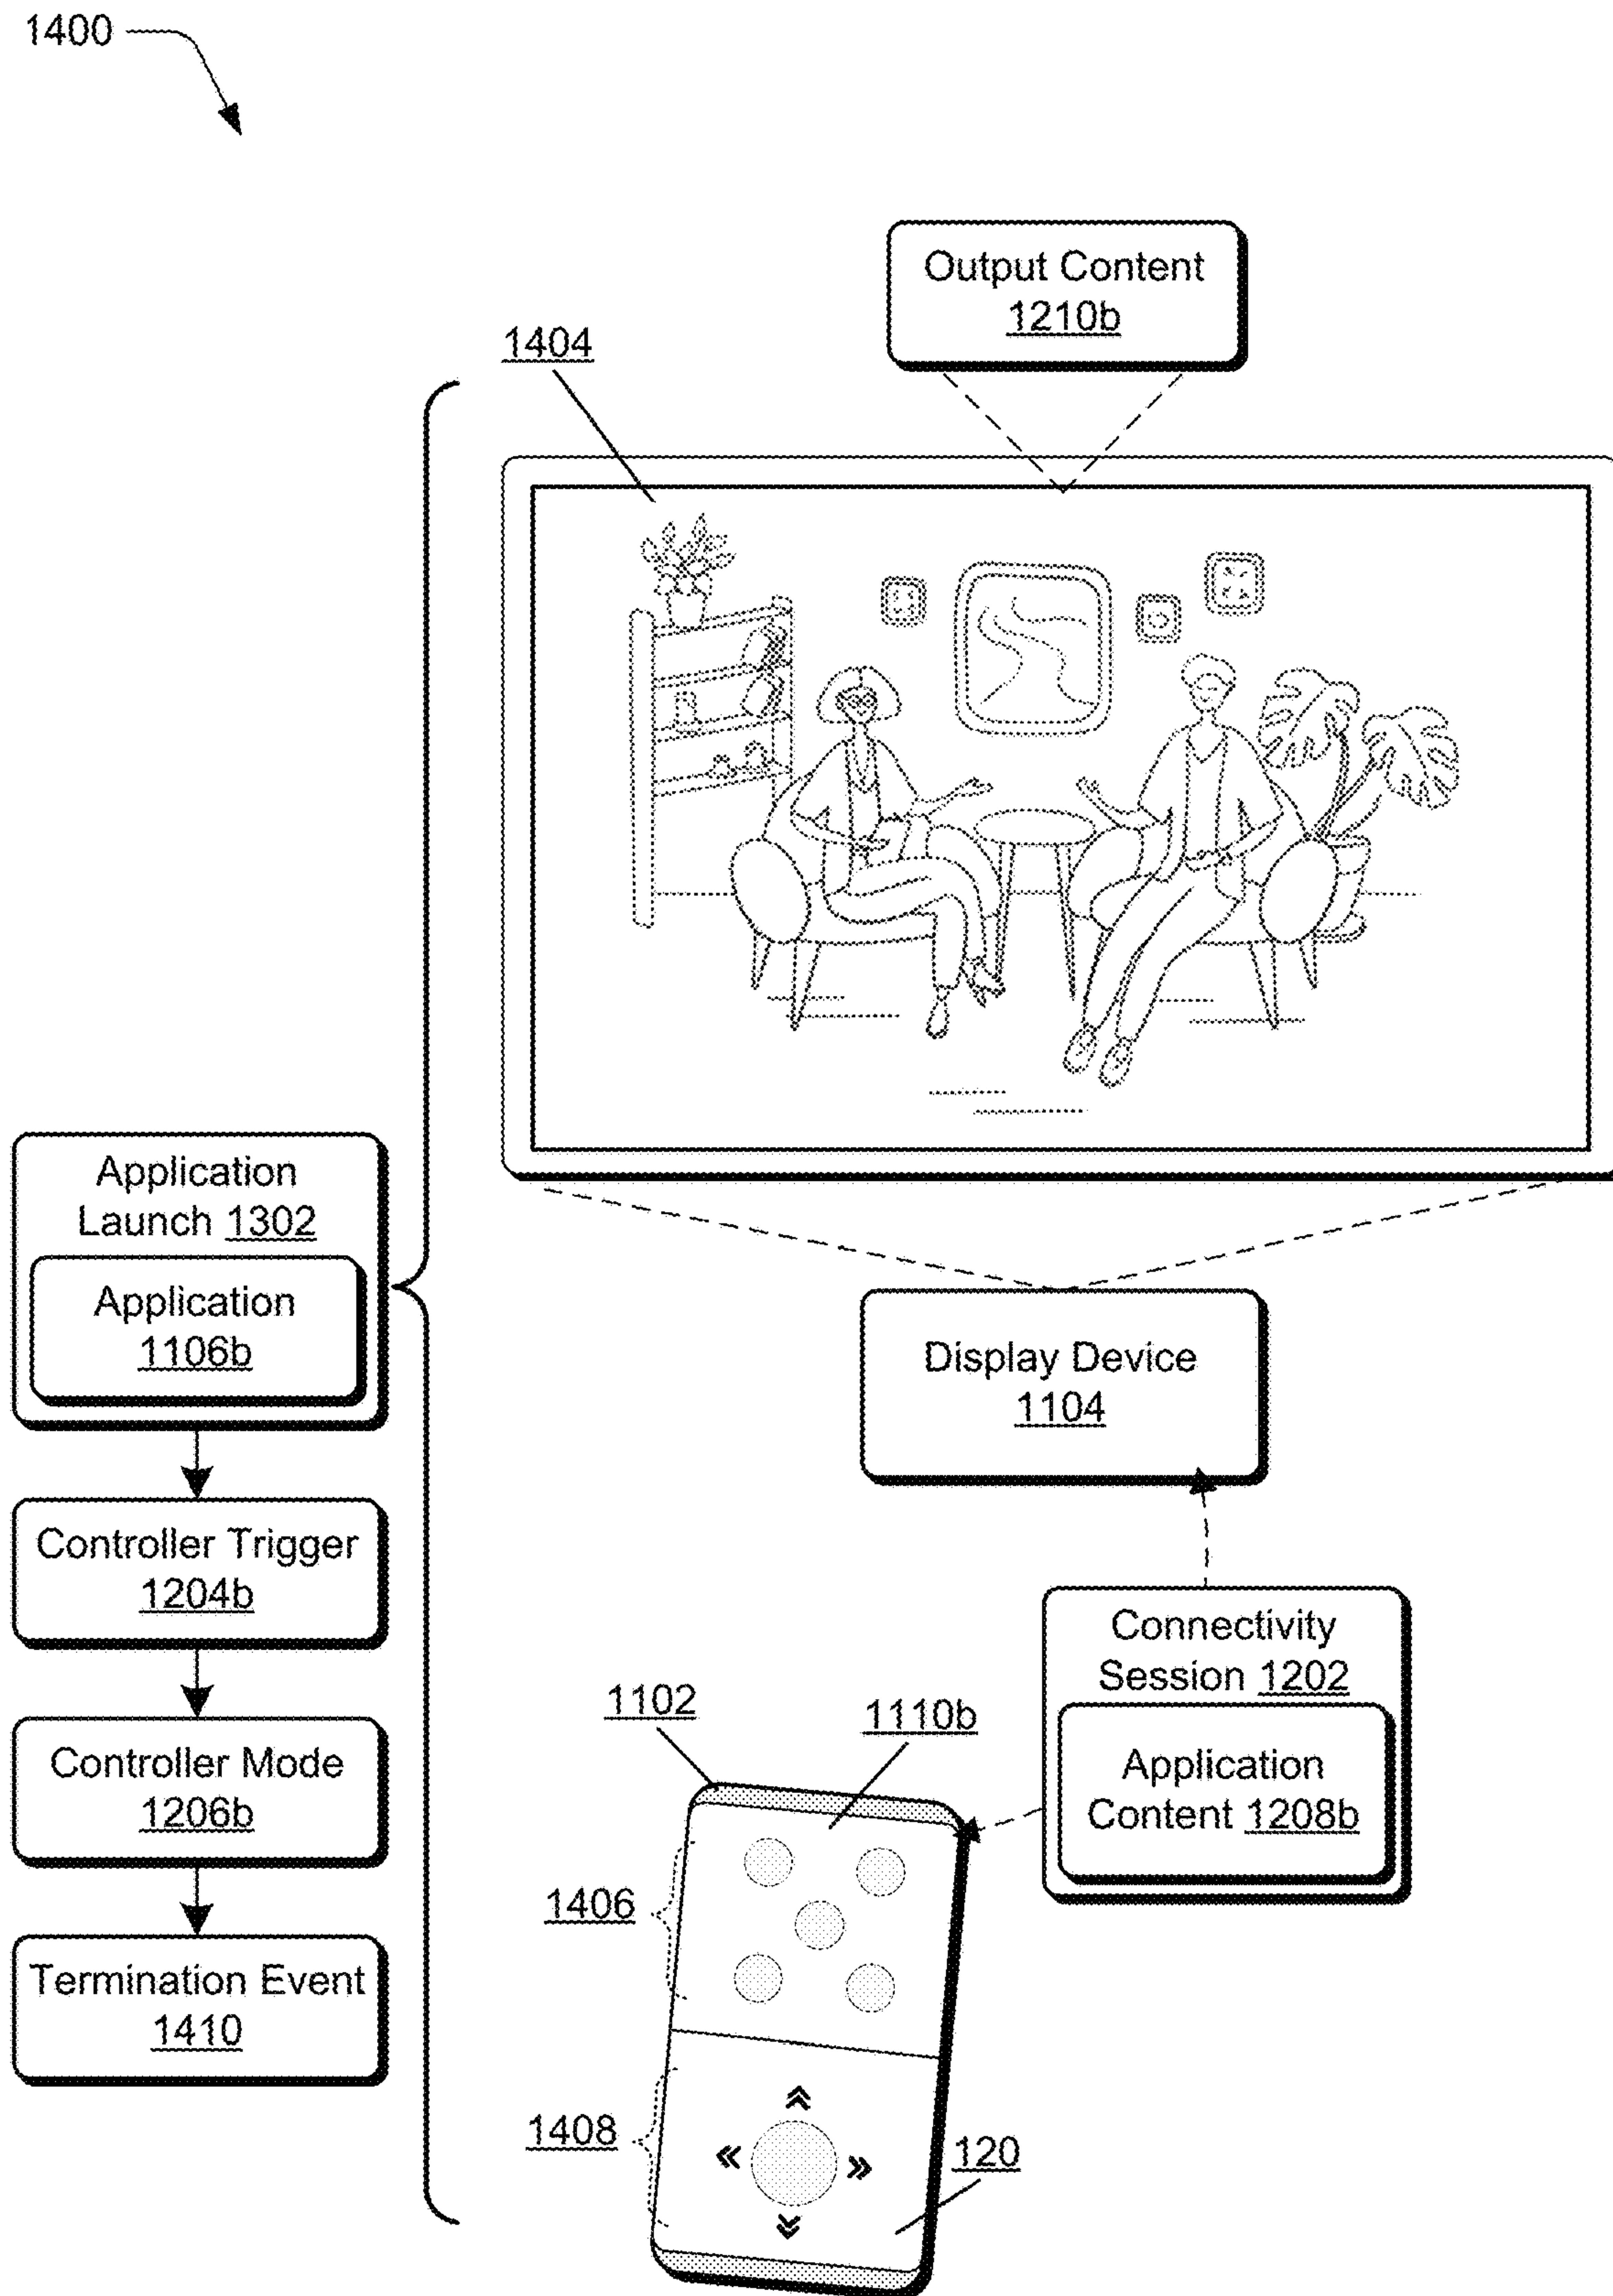 1400
Output Content
1210b
1404
Application
Launch 1302
Application
1106b
Display Device
1104
Controller Trigger
1204b
Connectivity
Session 1202
Application
Content 1208b
1102
1110b
Controller Mode
1206b
1406
Termination Event
1410
1408
120